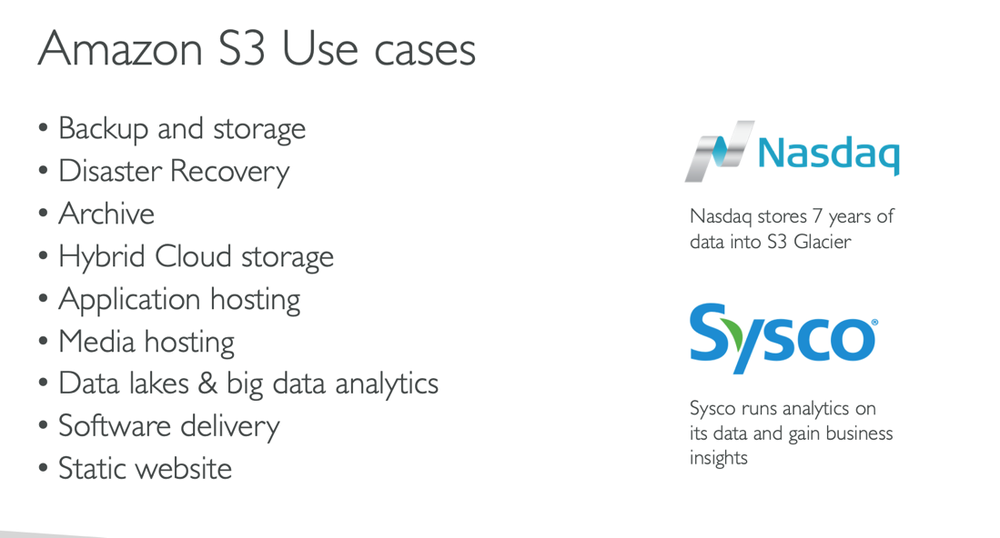 Amazon S3 Use cases
• Backup and storage
• Disaster Recovery
• Archive
• Hybrid Cloud storage
• Application hosting
• Media hosting
• Data lakes & big data analytics
• Software delivery
• Static website
Nasdaq
Nasdaq stores 7 years of
data into S3 Glacier
Sysco®
Sysco runs analytics on
its data and gain business
insights